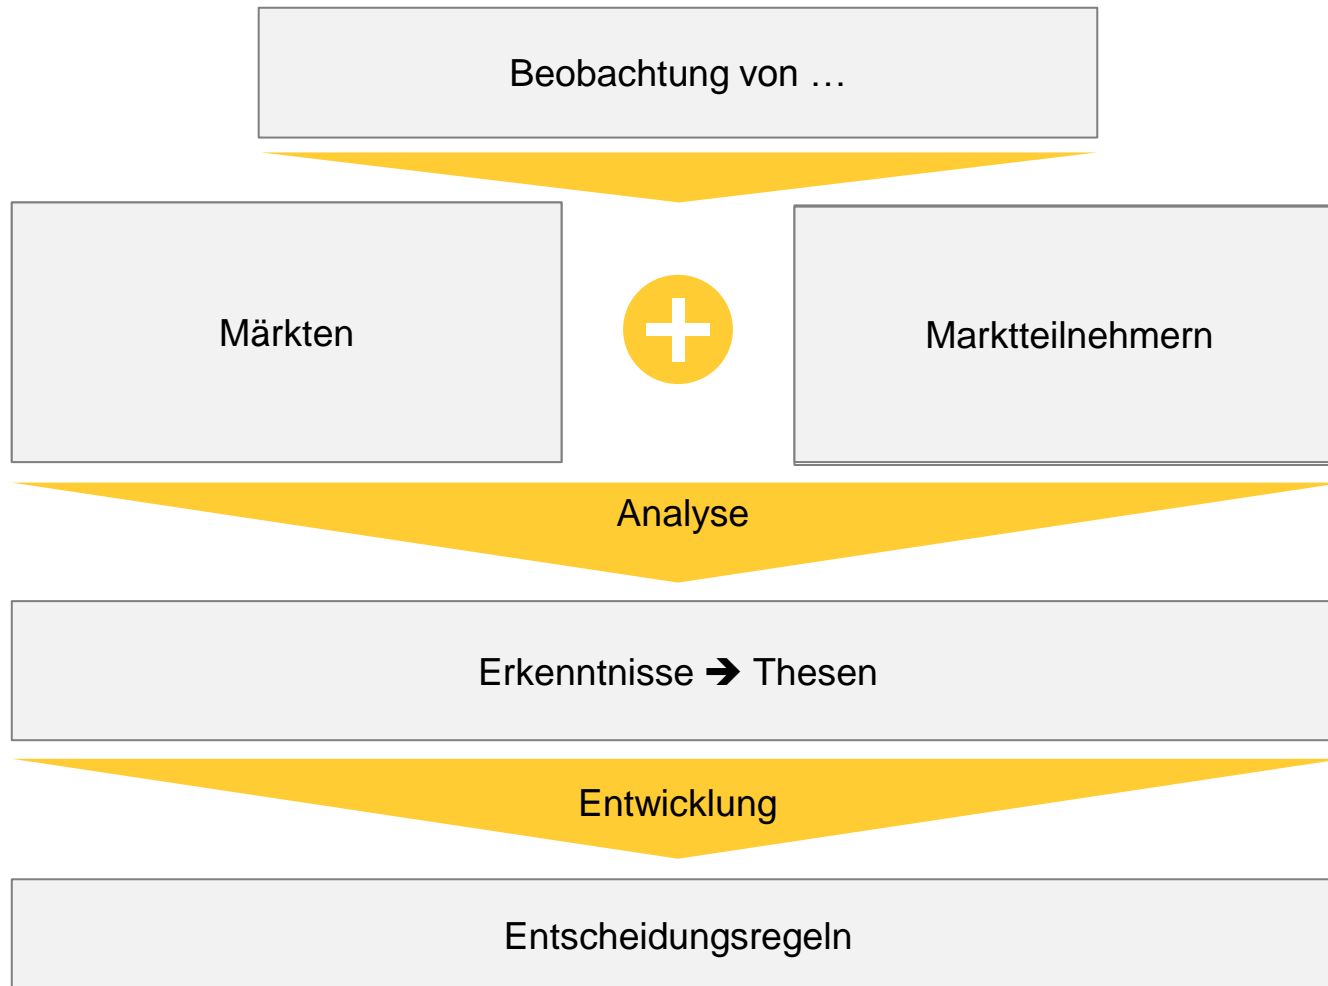 Beobachtung von …
Märkten
Marktteilnehmern
Analyse
Erkenntnisse ➔ Thesen
Entwicklung
Entscheidungsregeln